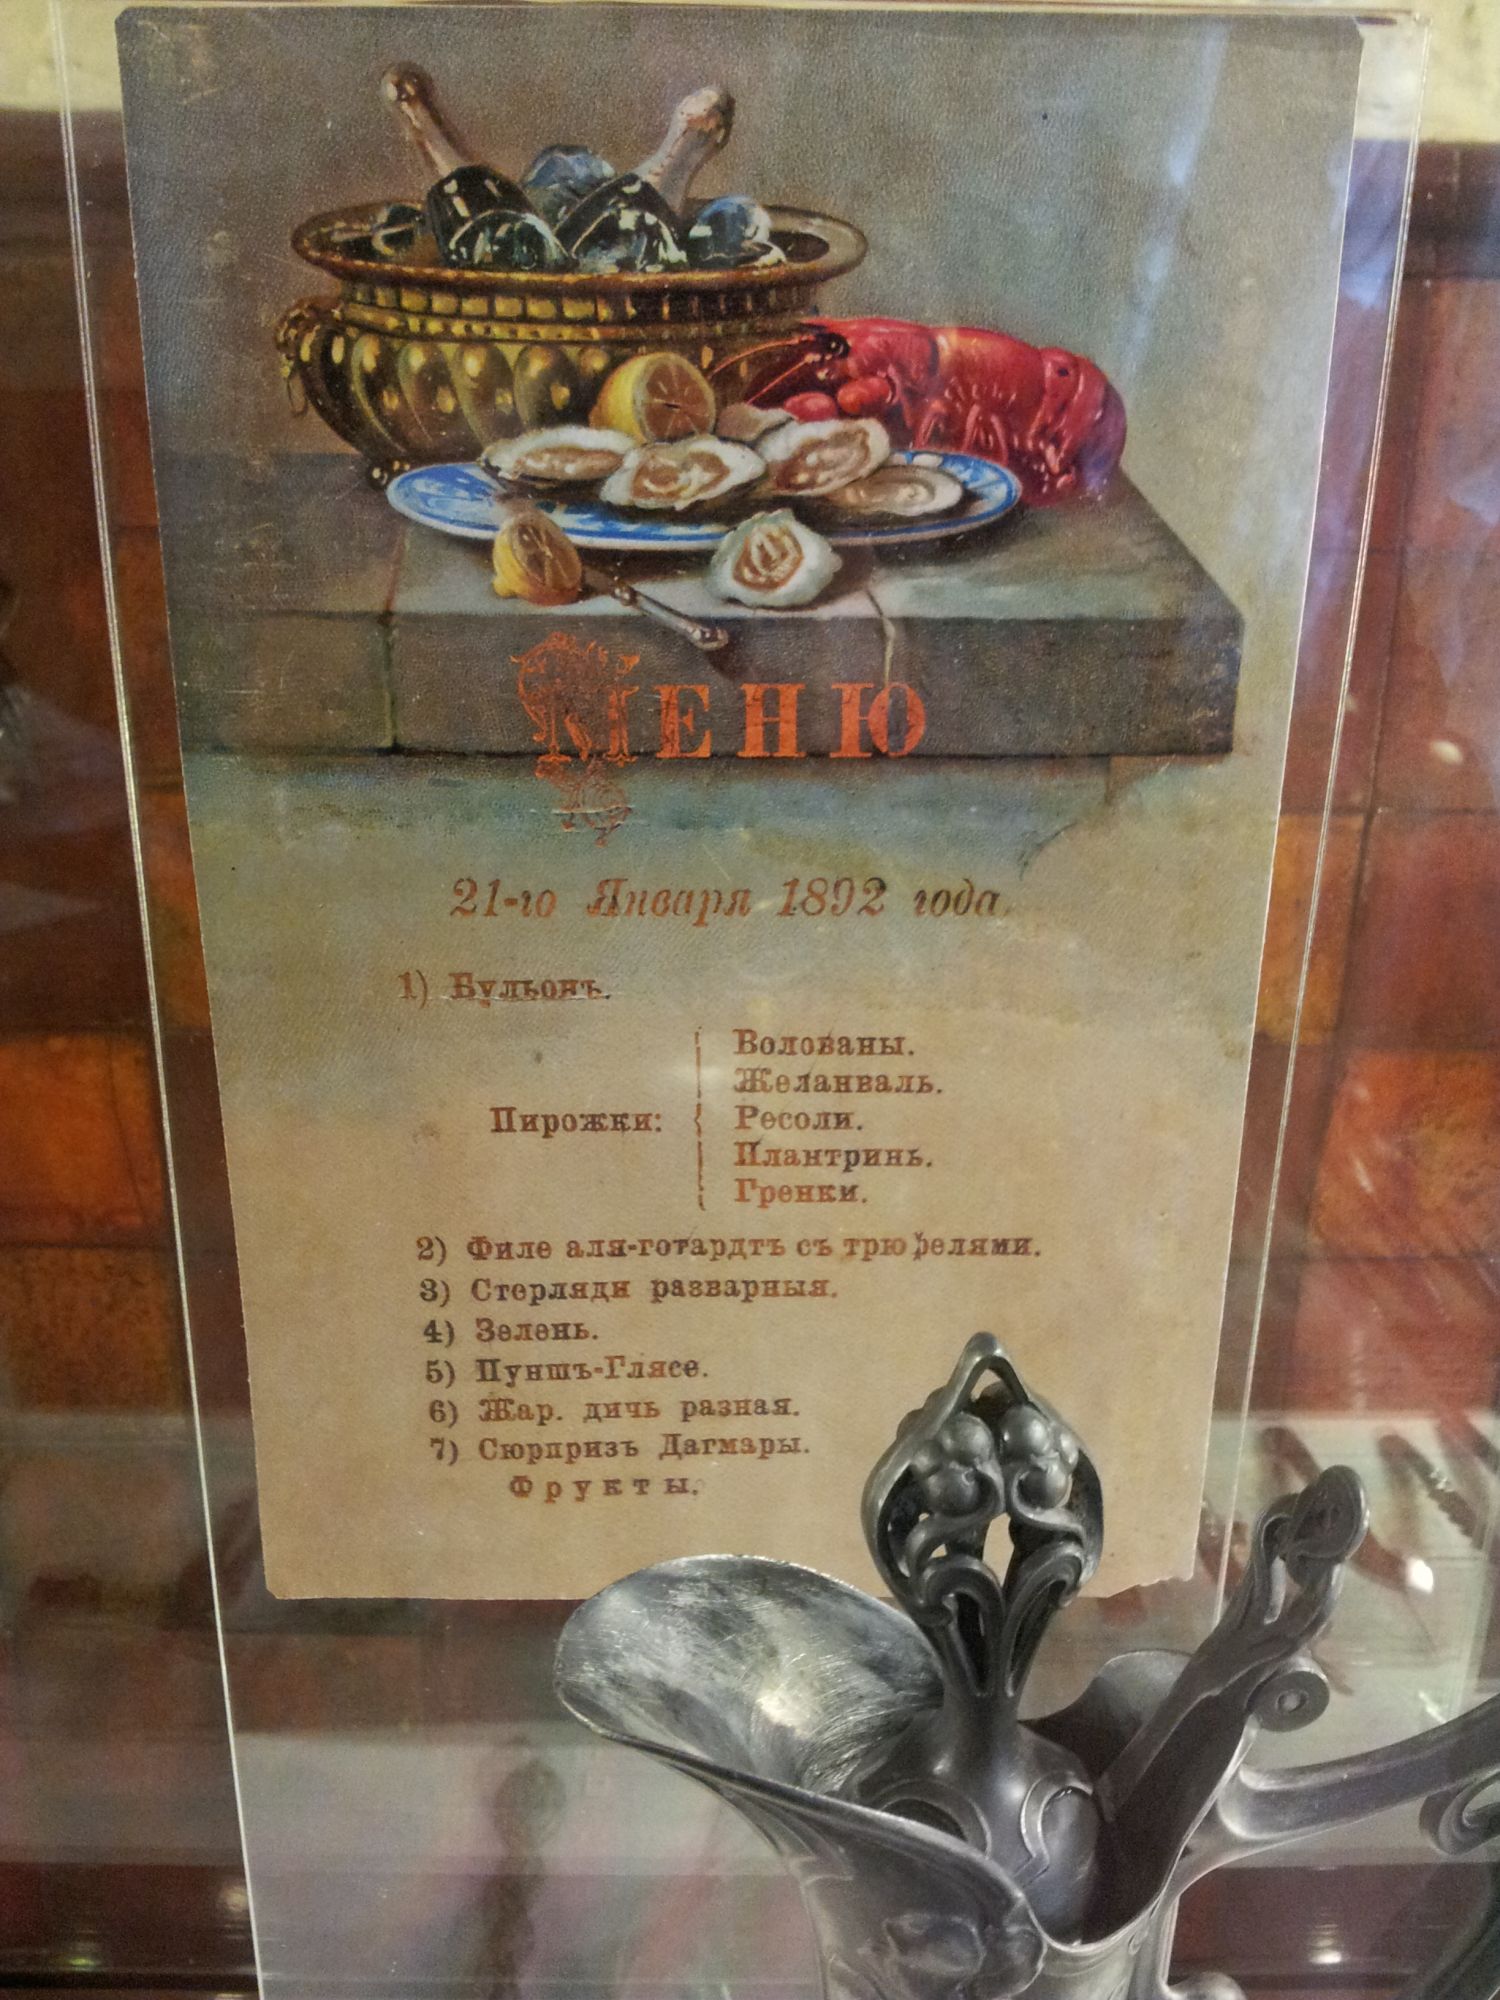 Меню
21-го Января 1892 года.
1) Бульонъ.
Пирожки:
Волованы.
Желанваль.
Ресоли.
Плантринь.
Гренки.
2) Филе аля-готардтъ съ трюфелями.
3) Стерляди разварныя.
4) Зелень.
5) Пуншъ-Глясе.
6) Жар. дичь разная.
7) Сюрпризъ Дагмары.
Фрукты.